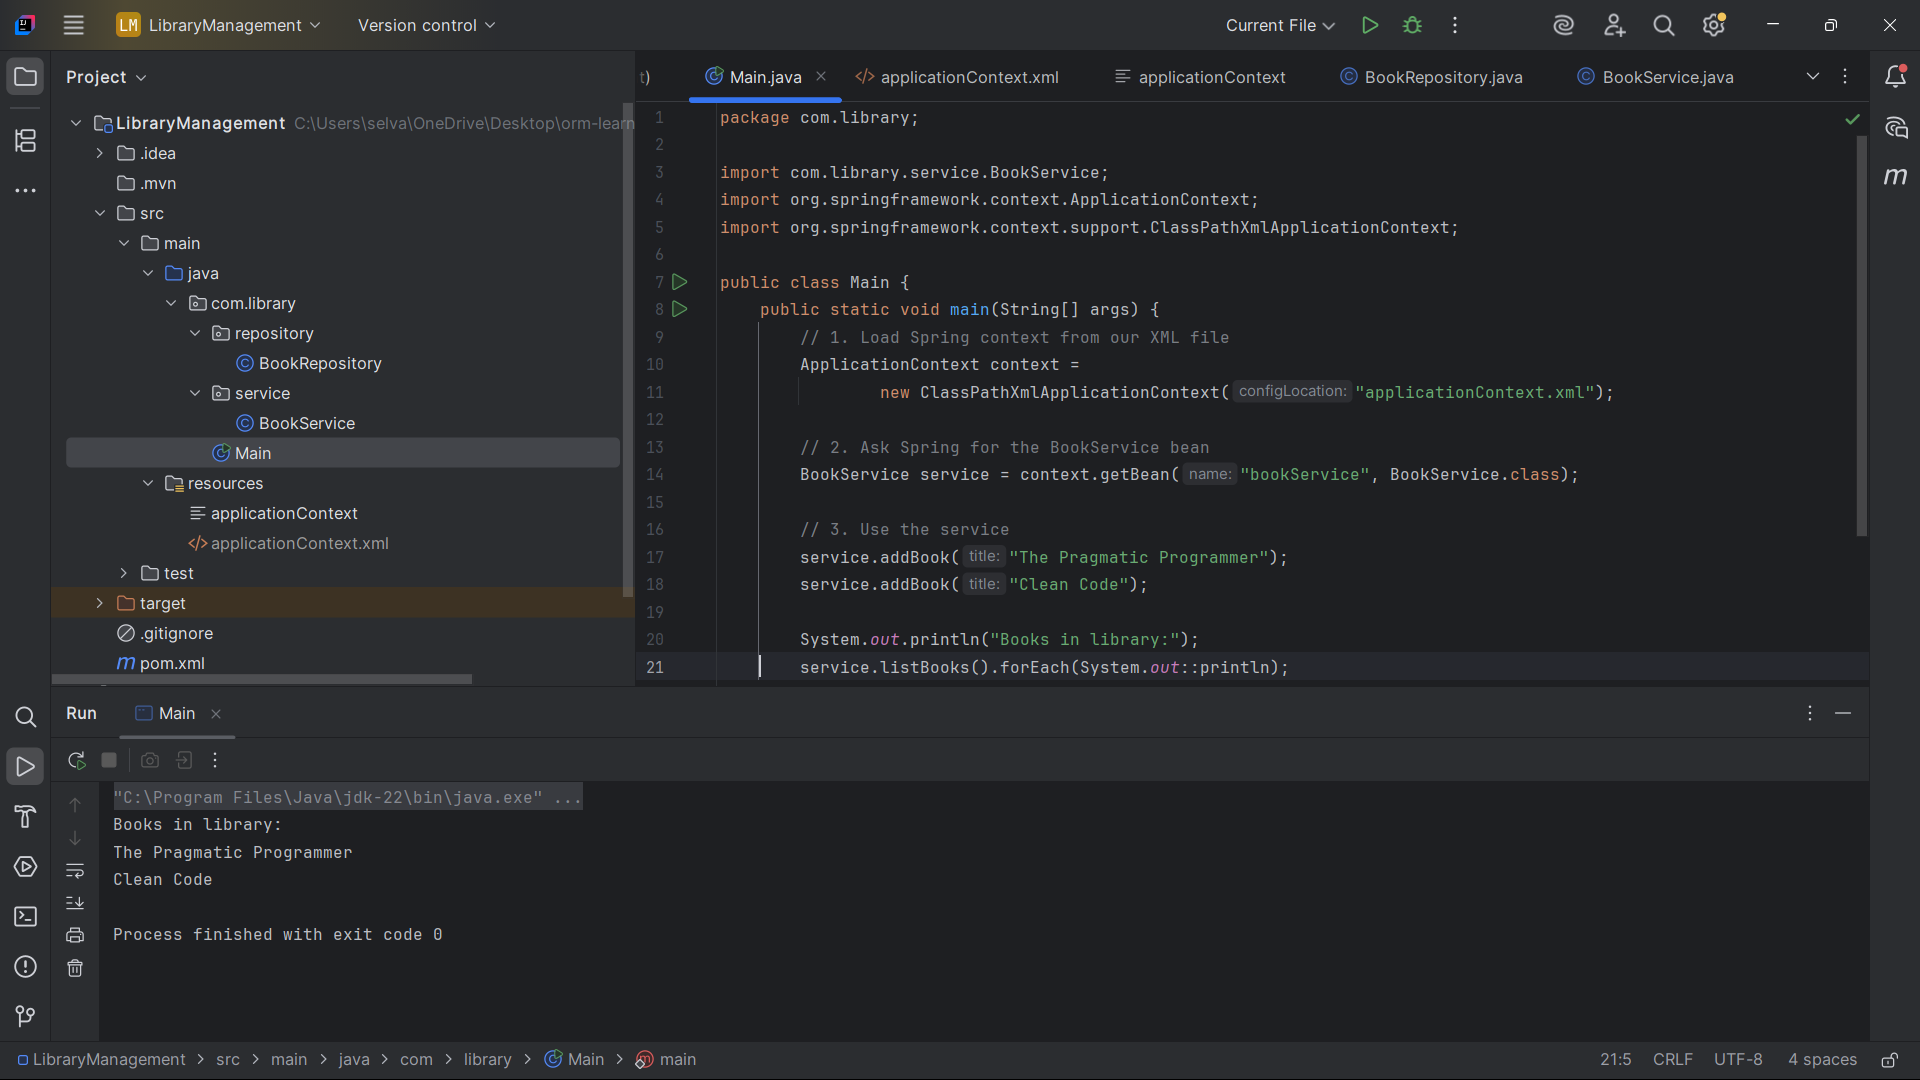 LM LibraryManagement
Version control
Current File
Project
LibraryManagement C:\Users\selva\OneDrive\Desktop\orm-learn
.idea
.mvn
src
main
java
com.library
repository
BookRepository
service
BookService
Main
resources
applicationContext
applicationContext.xml
test
target
.gitignore
m pom.xml
t)
Main.java
applicationContext.xml
applicationContext
BookRepository.java
BookService.java
1 package com.library;
2
3 import com.library.service.BookService;
4 import org.springframework.context.ApplicationContext;
5 import org.springframework.context.support.ClassPathXmlApplicationContext;
6
7 public class Main {
8 public static void main(String[] args) {
9 // 1. Load Spring context from our XML file
10 ApplicationContext context =
11 new ClassPathXmlApplicationContext( configLocation: "applicationContext.xml");
12
13 // 2. Ask Spring for the BookService bean
14 BookService service = context.getBean( name: "bookService", BookService.class);
15
16 // 3. Use the service
17 service.addBook( title: "The Pragmatic Programmer");
18 service.addBook( title: "Clean Code");
19
20 System.out.println("Books in library:");
21 service.listBooks().forEach(System.out::println);
m
Run
Main
"C:\Program Files\Java\jdk-22\bin\java.exe" ...
Books in library:
The Pragmatic Programmer
Clean Code
Process finished with exit code 0
LibraryManagement > src > main > java > com > library > Main > main
21:5 CRLF UTF-8 4 spaces